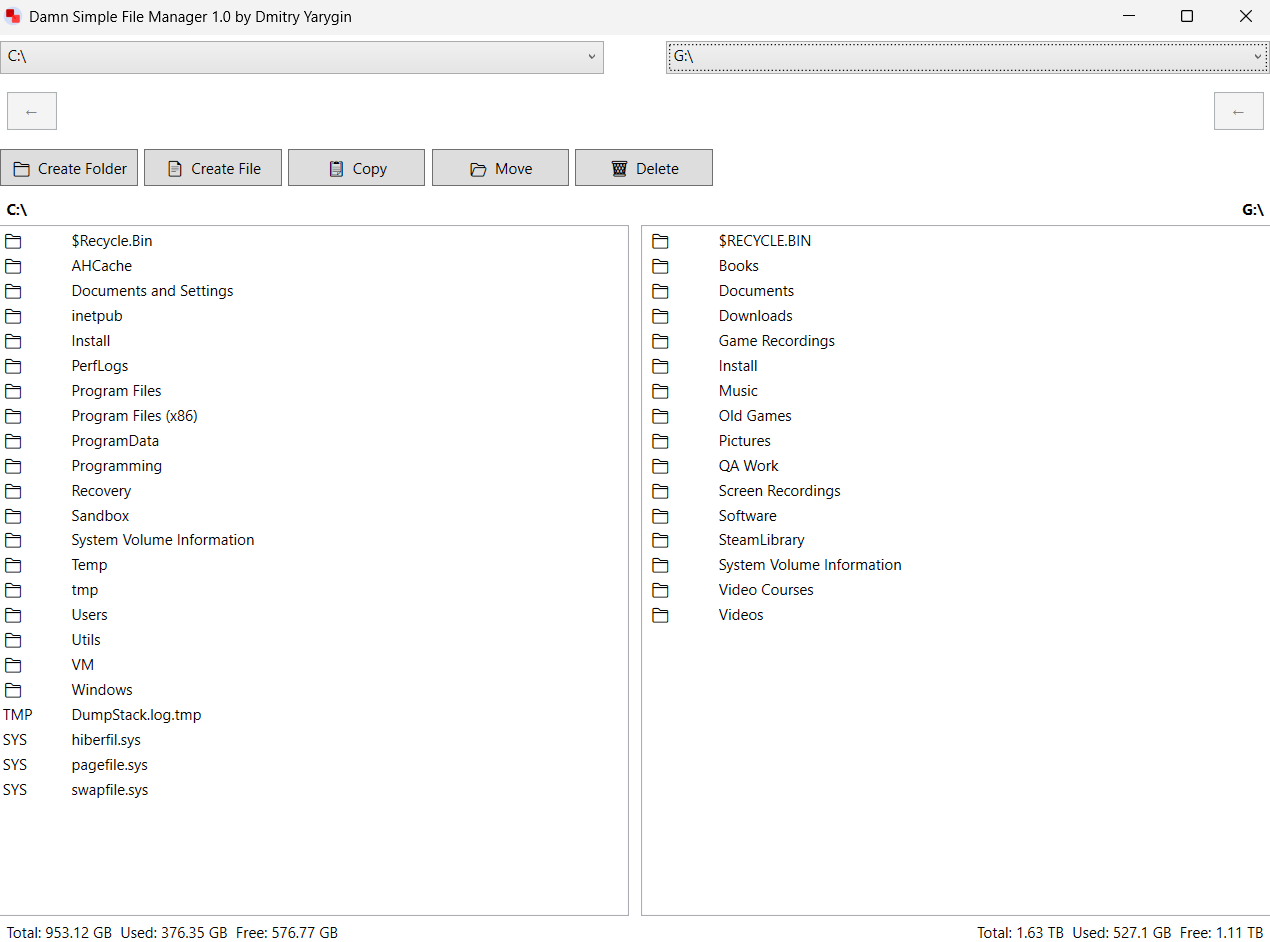 Damn Simple File Manager 1.0 by Dmitry Yarygin
C:\
G:\
←
←
Create Folder
Create File
Copy
Move
Delete
C:\
G:\
$Recycle.Bin
AHCache
Documents and Settings
inetpub
Install
PerfLogs
Program Files
Program Files (x86)
ProgramData
Programming
Recovery
Sandbox
System Volume Information
Temp
tmp
Users
Utils
VM
Windows
TMP DumpStack.log.tmp
SYS hiberfil.sys
SYS pagefile.sys
SYS swapfile.sys
$RECYCLE.BIN
Books
Documents
Downloads
Game Recordings
Install
Music
Old Games
Pictures
QA Work
Screen Recordings
Software
SteamLibrary
System Volume Information
Video Courses
Videos
Total: 953.12 GB Used: 376.35 GB Free: 576.77 GB
Total: 1.63 TB Used: 527.1 GB Free: 1.11 TB